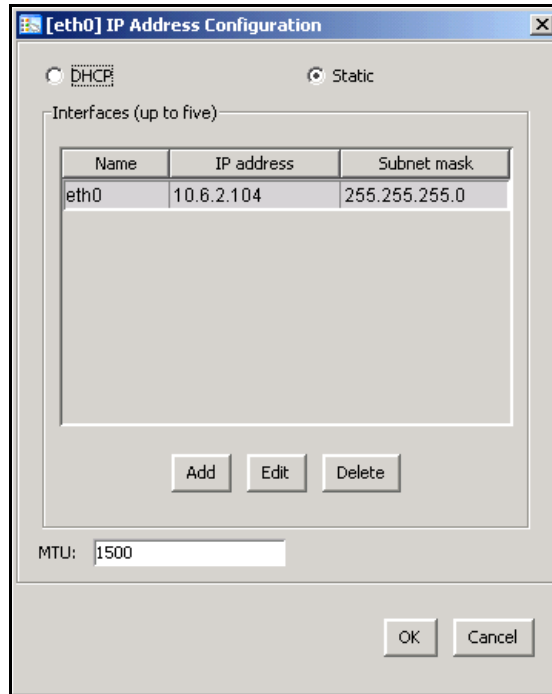 [eth0] IP Address Configuration
DHCP Static
Interfaces (up to five)
Name IP address Subnet mask
eth0 10.6.2.104 255.255.255.0
Add Edit Delete
MTU: 1500
OK Cancel